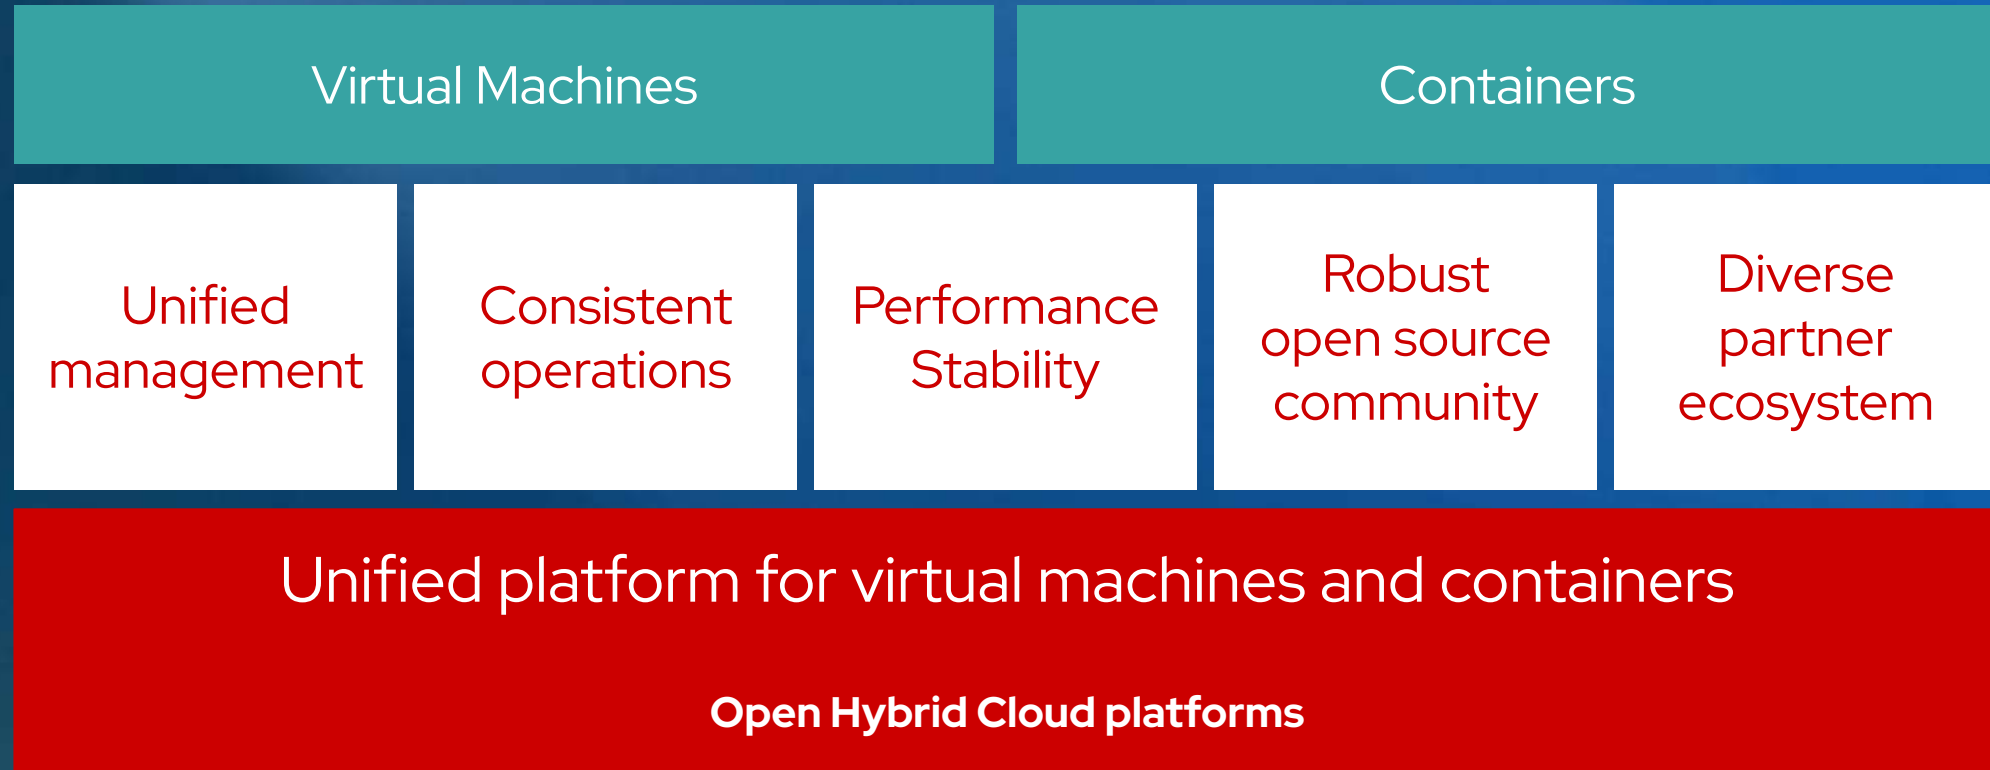 Virtual Machines
Containers
Unified
management
Consistent
operations
Performance
Stability
Robust
open source
community
Diverse
partner
ecosystem
Unified platform for virtual machines and containers
Open Hybrid Cloud platforms